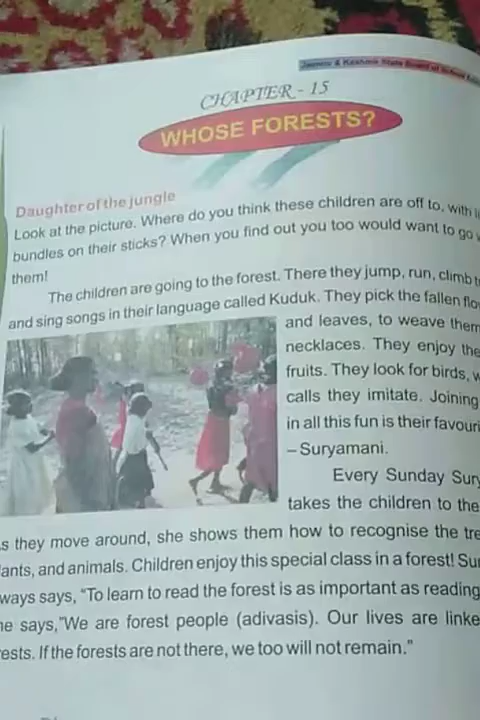 Jammu & Kashmir State Board of School
CHAPTER - 15
WHOSE FORESTS?
Daughter of the jungle
Look at the picture. Where do you think these children are off to, with
bundles on their sticks? When you find out you too would want to go
them!
The children are going to the forest. There they jump, run, climb
and sing songs in their language called Kuduk. They pick the fallen
and leaves, to weave them
necklaces. They enjoy the
fruits. They look for birds,
calls they imitate. Joining
in all this fun is their
– Suryamani.
Every Sunday
takes the children to the
they move around, she shows them how to recognise the
and animals. Children enjoy this special class in a forest!
says, “To learn to read the forest is as important as reading
says,"We are forest people (adivasis). Our lives are
If the forests are not there, we too will not remain."